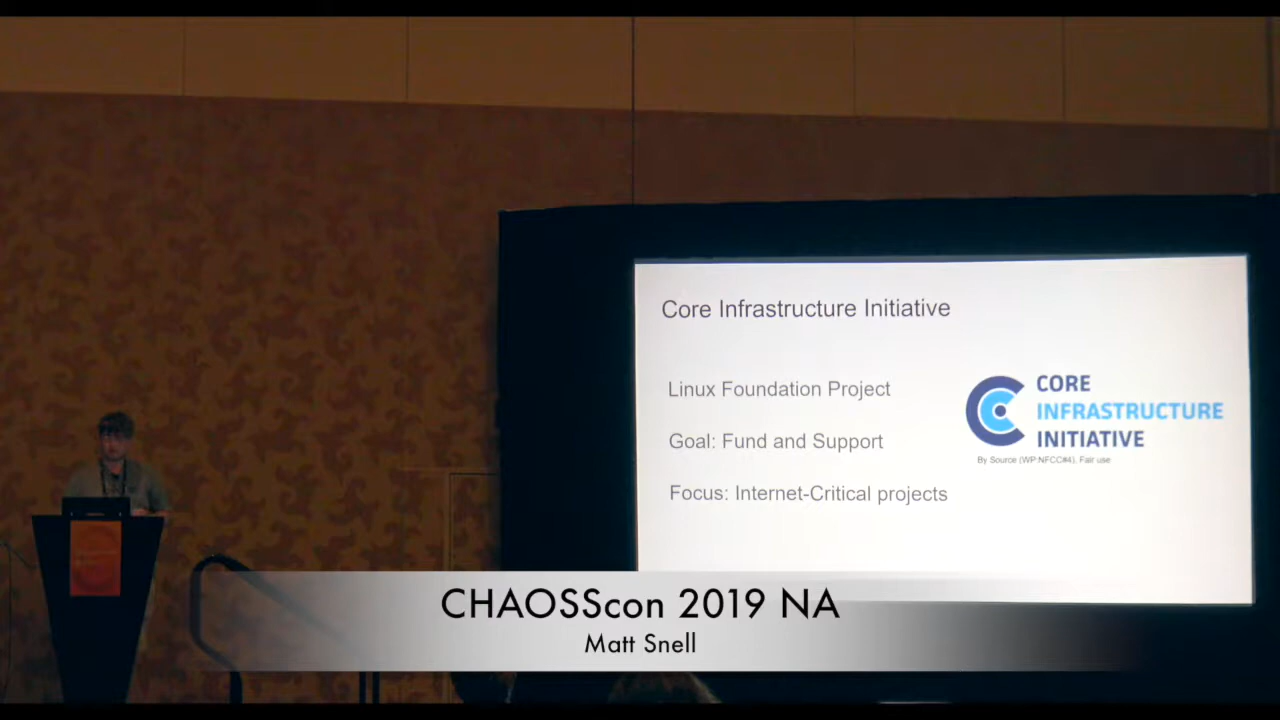 Core Infrastructure Initiative
Linux Foundation Project
Goal: Fund and Support
Focus: Internet-Critical projects
CORE
INFRASTRUCTURE
INITIATIVE
By Source (WP:NFCC#4), Fair use
CHAOSScon 2019 NA
Matt Snell